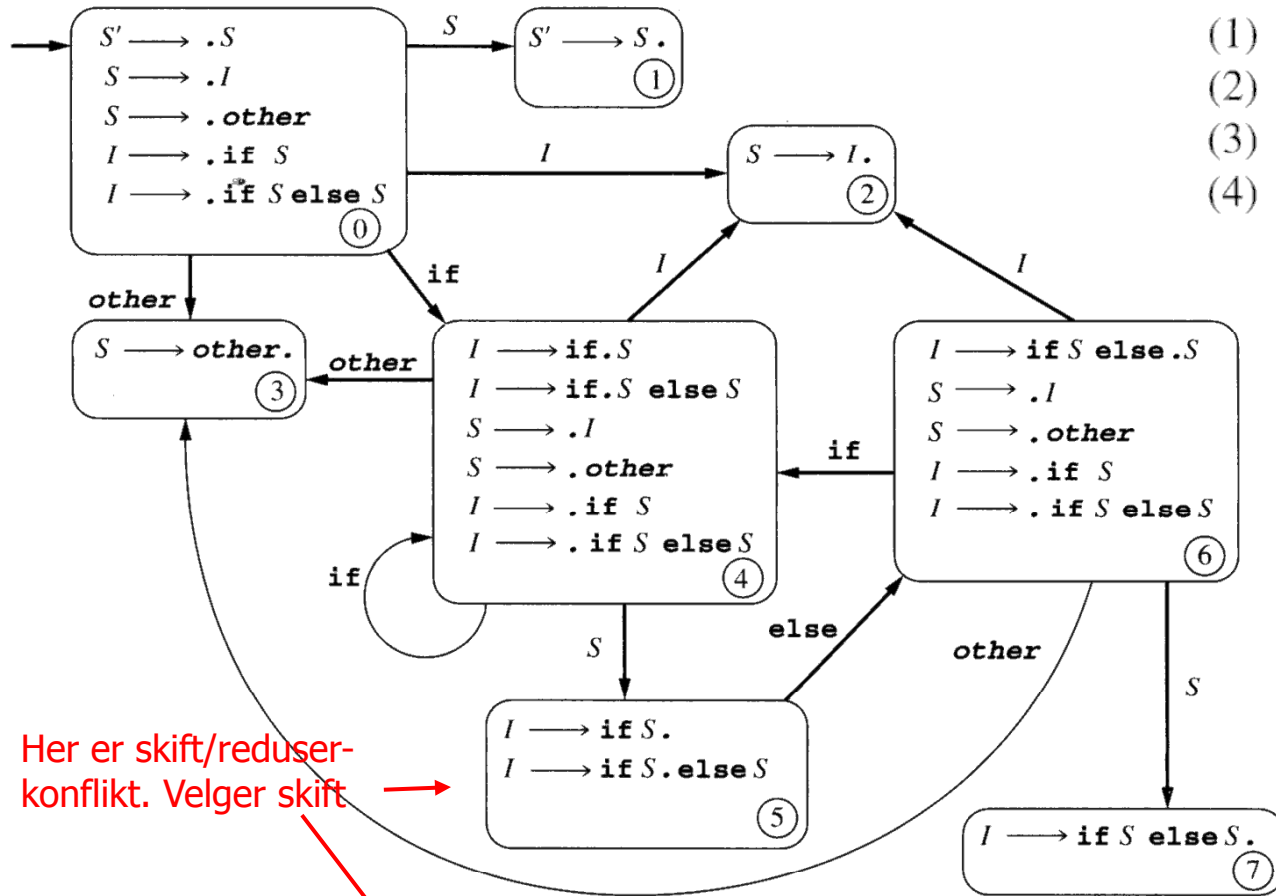 S' ⟶ .S
S ⟶ .I
S ⟶ .other
I ⟶ .if S
I ⟶ .if S else S
0
S
S' ⟶ S.
1
(1)
(2)
(3)
(4)
I
S ⟶ I.
2
other
if
I
I
S ⟶ other.
3
other
I ⟶ if.S
I ⟶ if.S else S
S ⟶ .I
S ⟶ .other
I ⟶ .if S
I ⟶ .if S else S
4
if
if
I ⟶ if S else.S
S ⟶ .I
S ⟶ .other
I ⟶ .if S
I ⟶ .if S else S
6
S
else
other
S
Her er skift/reduser-
konflikt. Velger skift
I ⟶ if S.
I ⟶ if S.else S
5
I ⟶ if S else S.
7